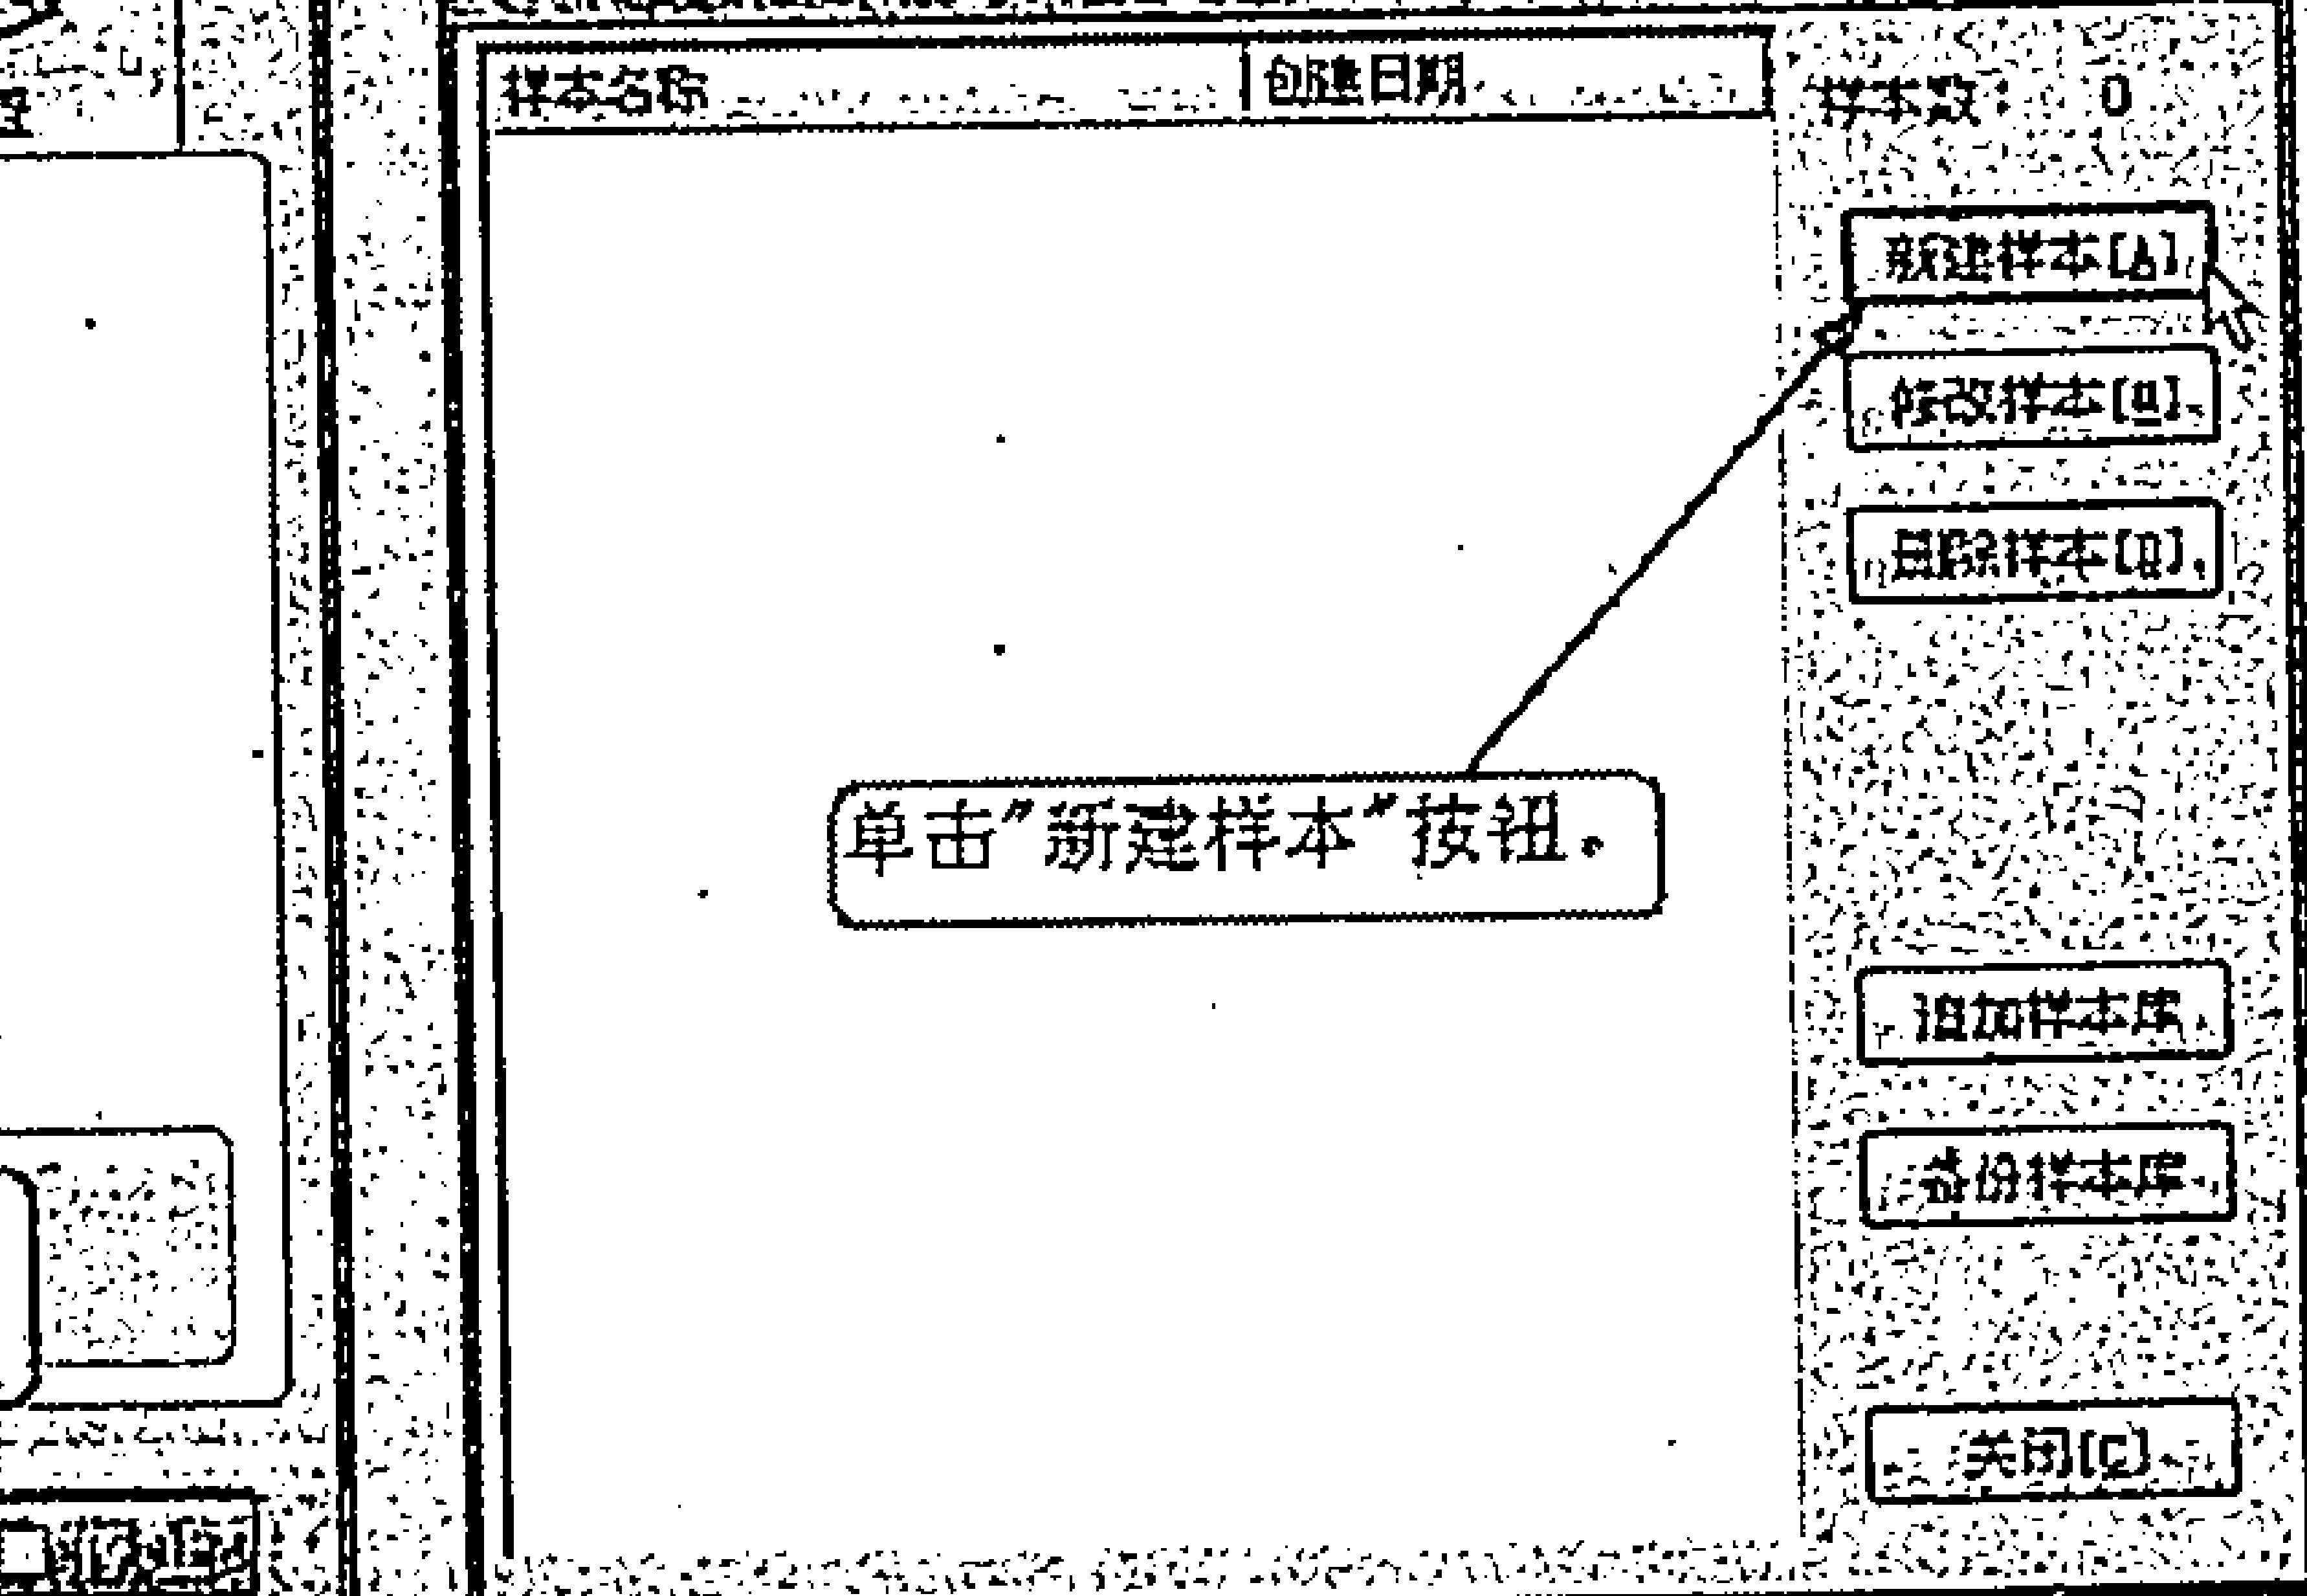 样本名称 创建日期
样本数: 0
新建样本[A]
修改样本[M]
删除样本[D]
单击"新建样本"按钮。
追加样本库
备份样本库
关闭[C]